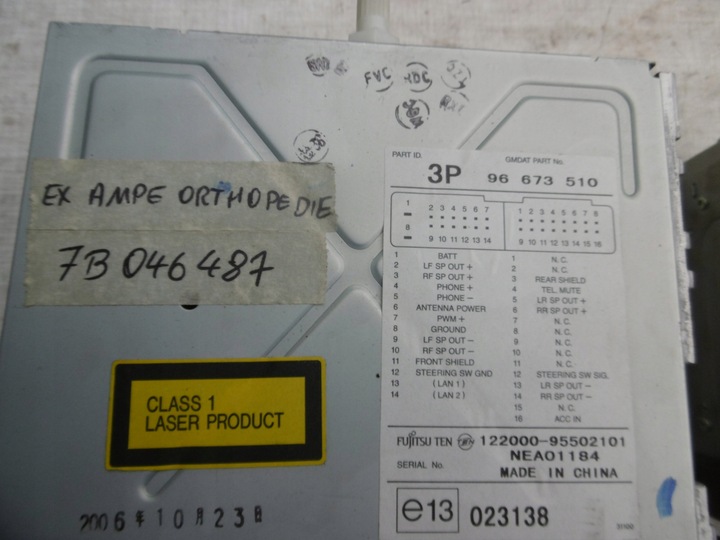 FVC HDC
EX AMPE ORTHOPEDIE
7B 046487
CLASS 1
LASER PRODUCT
2006年10月23日
PART ID. GMDAT PART No.
3P 96 673 510
1 2 3 4 5 6 7 1 2 3 4 5 6 7 8
8 9 10 11 12 13 14 9 10 11 12 13 14 15 16
1 BATT 1 N.C.
2 LF SP OUT+ 2 N.C.
3 RF SP OUT+ 3 REAR SHIELD
4 PHONE+ 4 TEL. MUTE
5 PHONE- 5 LR SP OUT+
6 ANTENNA POWER 6 RR SP OUT+
7 PWM+ 7 N.C.
8 GROUND 8 N.C.
9 LF SP OUT- 9 N.C.
10 RF SP OUT- 10 N.C.
11 FRONT SHIELD 11 N.C.
12 STEERING SW GND 12 STEERING SW SIG.
13 (LAN1) 13 LR SP OUT-
14 (LAN2) 14 RR SP OUT-
15 N.C.
16 ACC IN
FUJITSU TEN 122000-95502101
NEA01184
SERIAL No. MADE IN CHINA
e13 023138